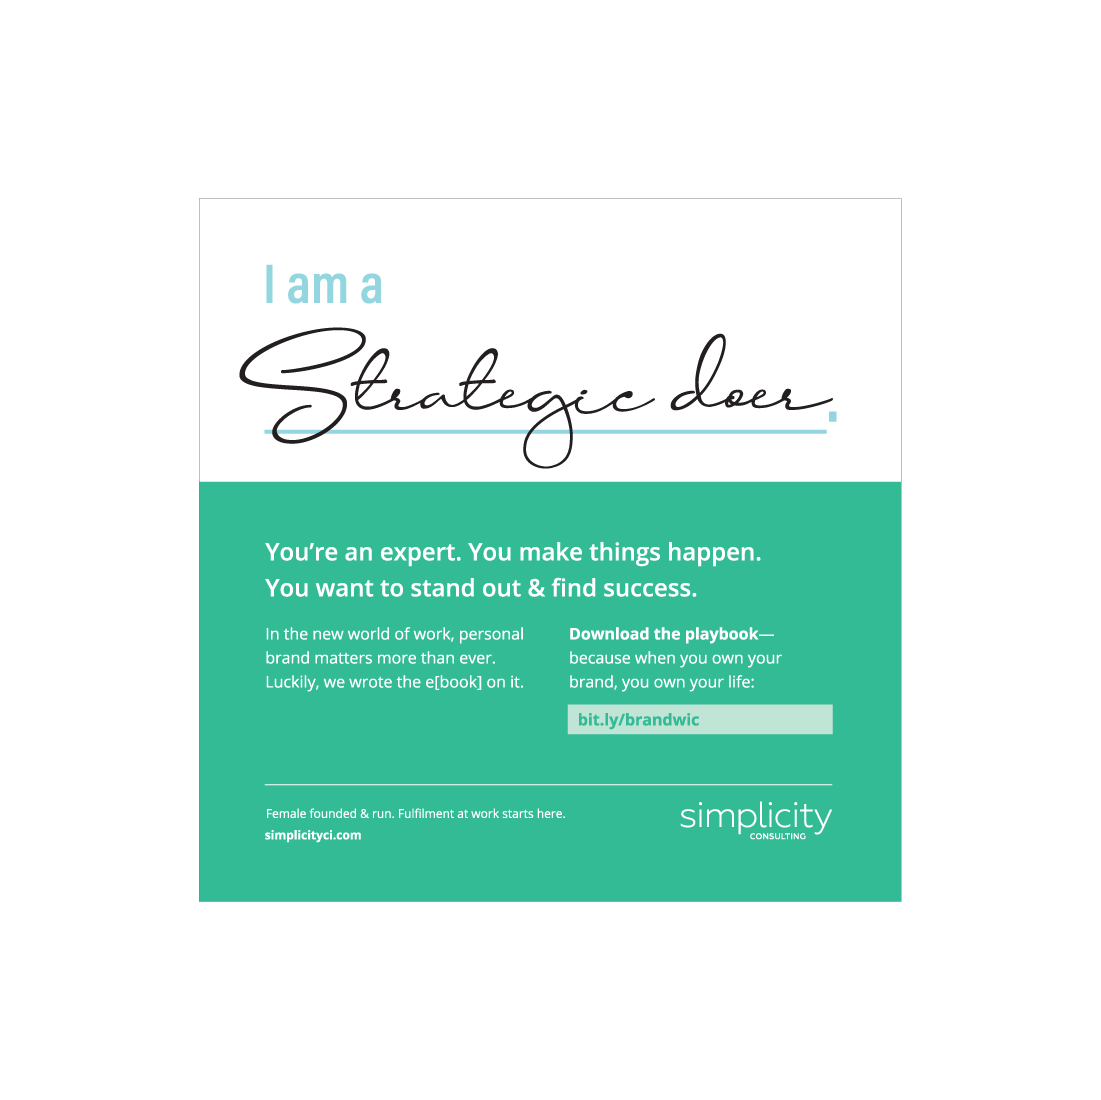 I am a
Strategic doer.
You’re an expert. You make things happen.
You want to stand out & find success.
In the new world of work, personal
brand matters more than ever.
Luckily, we wrote the e[book] on it.
Download the playbook—
because when you own your
brand, you own your life:
bit.ly/brandwic
Female founded & run. Fulfilment at work starts here.
simplicityci.com
simplicity
CONSULTING